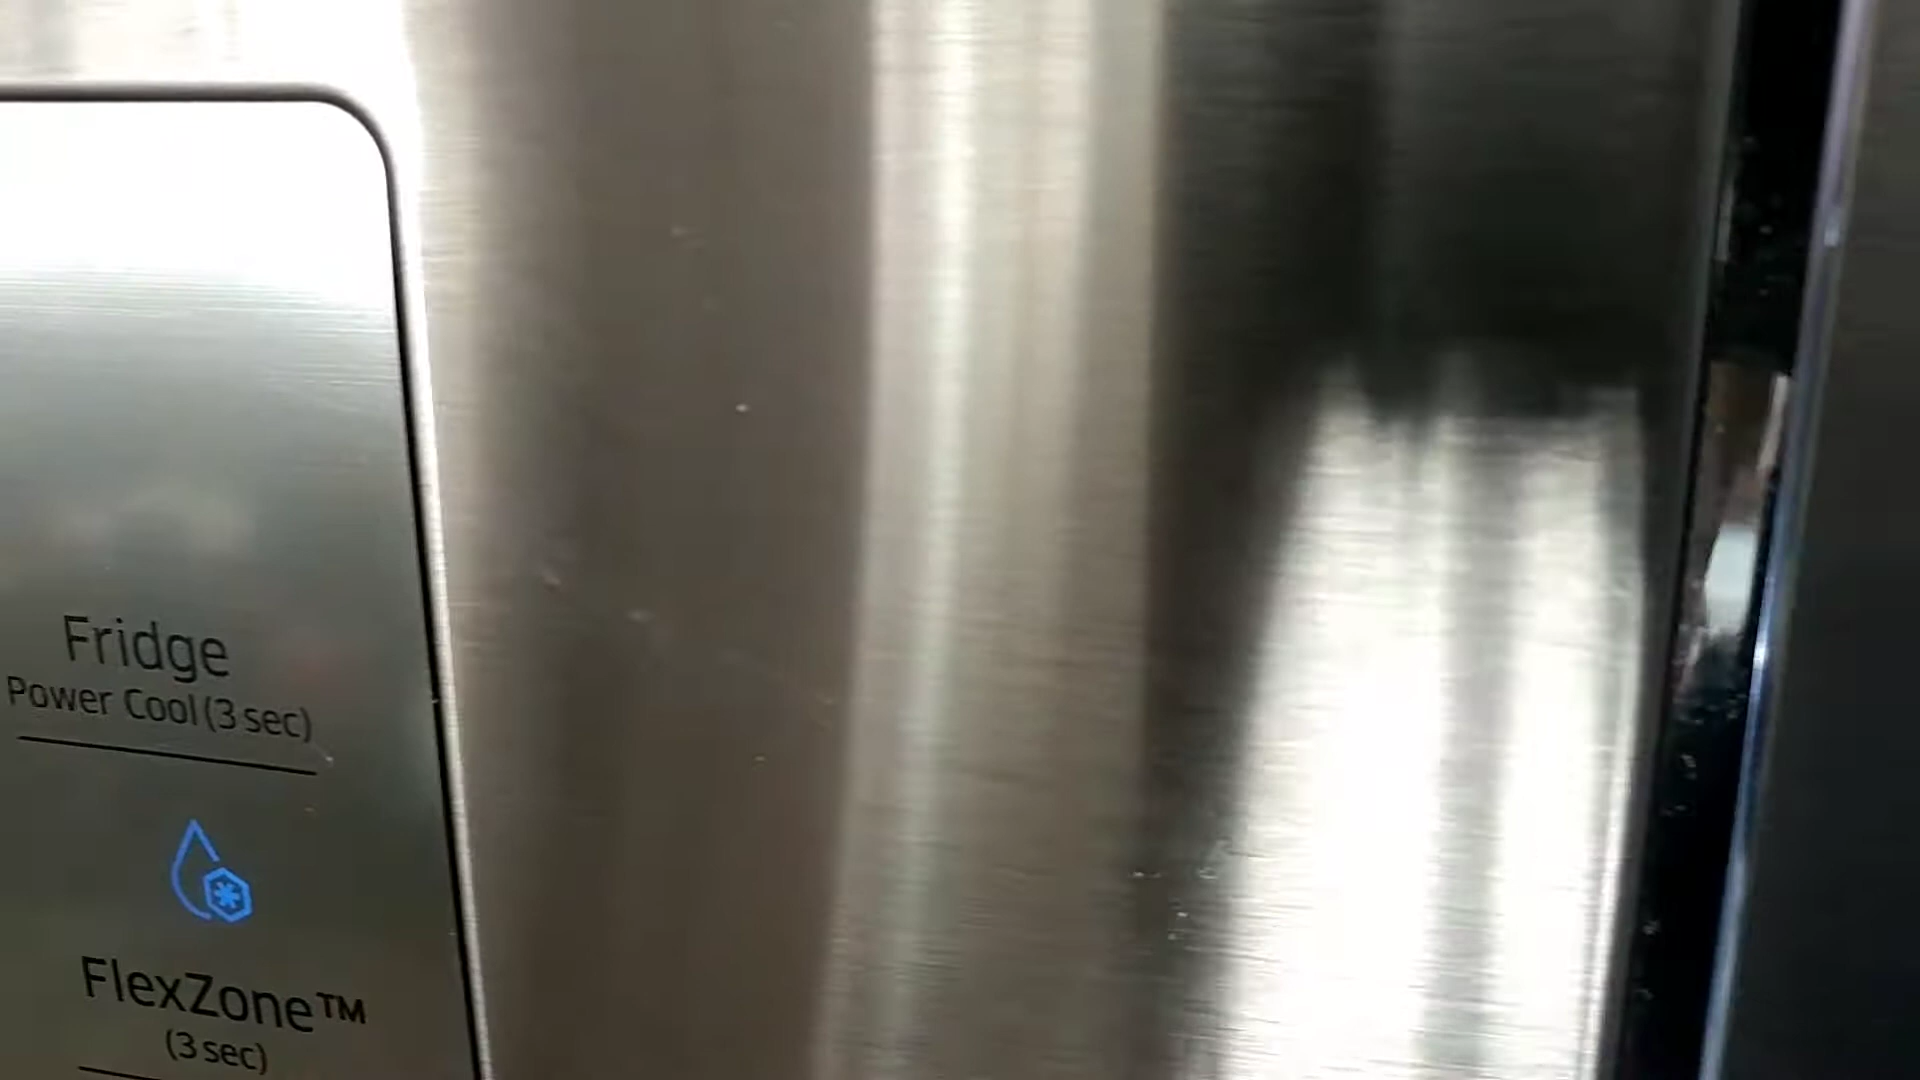 Fridge
Power Cool (3 sec)
FlexZone™
(3 sec)